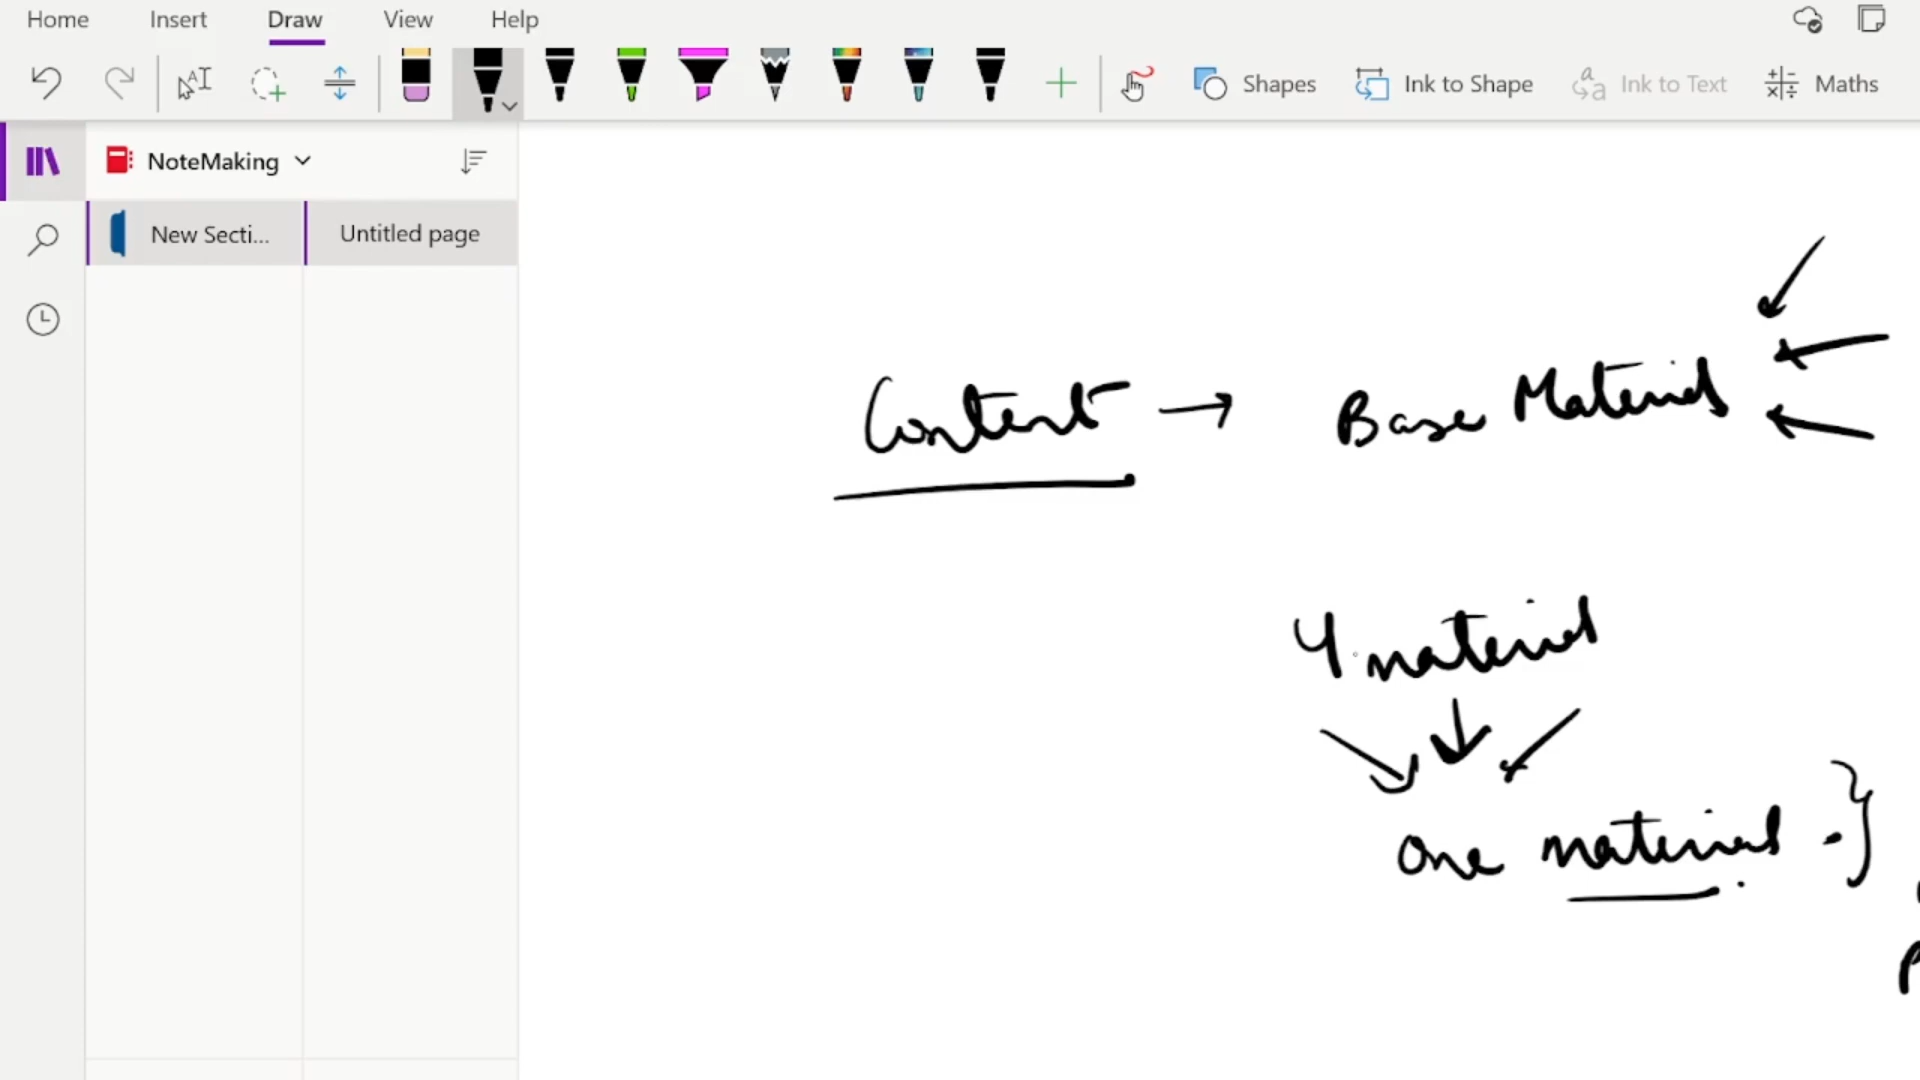 Home Insert Draw View Help
Shapes Ink to Shape Ink to Text Maths
NoteMaking
New Secti... Untitled page
Content → Base Material
4 material
one material . }